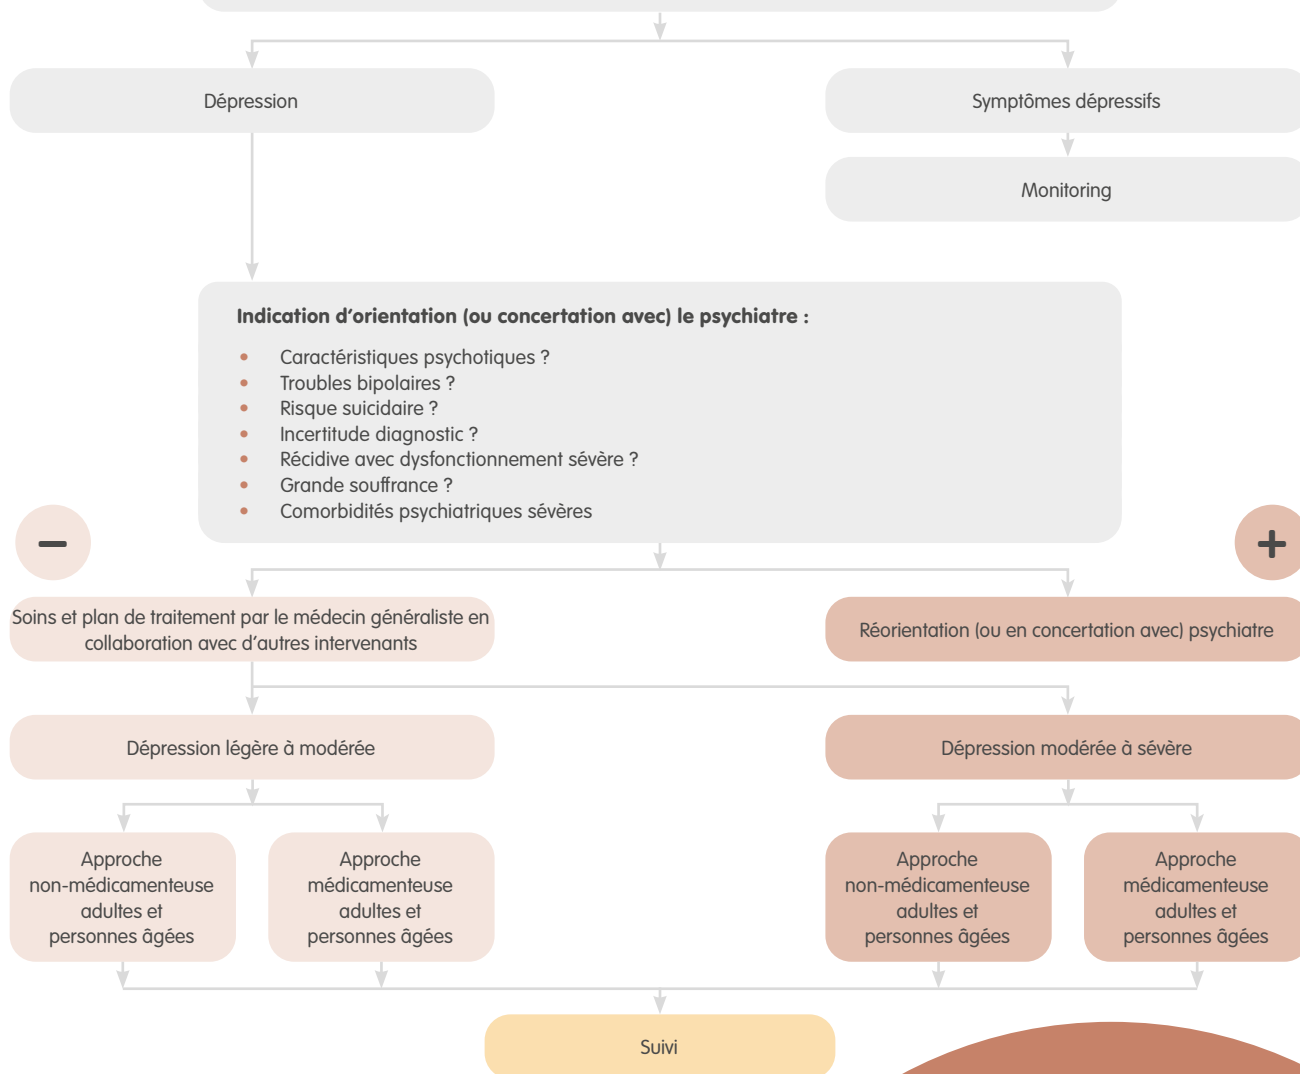 Dépression
Symptômes dépressifs
Monitoring
Indication d’orientation (ou concertation avec) le psychiatre :
• Caractéristiques psychotiques ?
• Troubles bipolaires ?
• Risque suicidaire ?
• Incertitude diagnostic ?
• Récidive avec dysfonctionnement sévère ?
• Grande souffrance ?
• Comorbidités psychiatriques sévères
–
+
Soins et plan de traitement par le médecin généraliste en
collaboration avec d’autres intervenants
Réorientation (ou en concertation avec) psychiatre
Dépression légère à modérée
Dépression modérée à sévère
Approche
non-médicamenteuse
adultes et
personnes âgées
Approche
médicamenteuse
adultes et
personnes âgées
Approche
non-médicamenteuse
adultes et
personnes âgées
Approche
médicamenteuse
adultes et
personnes âgées
Suivi